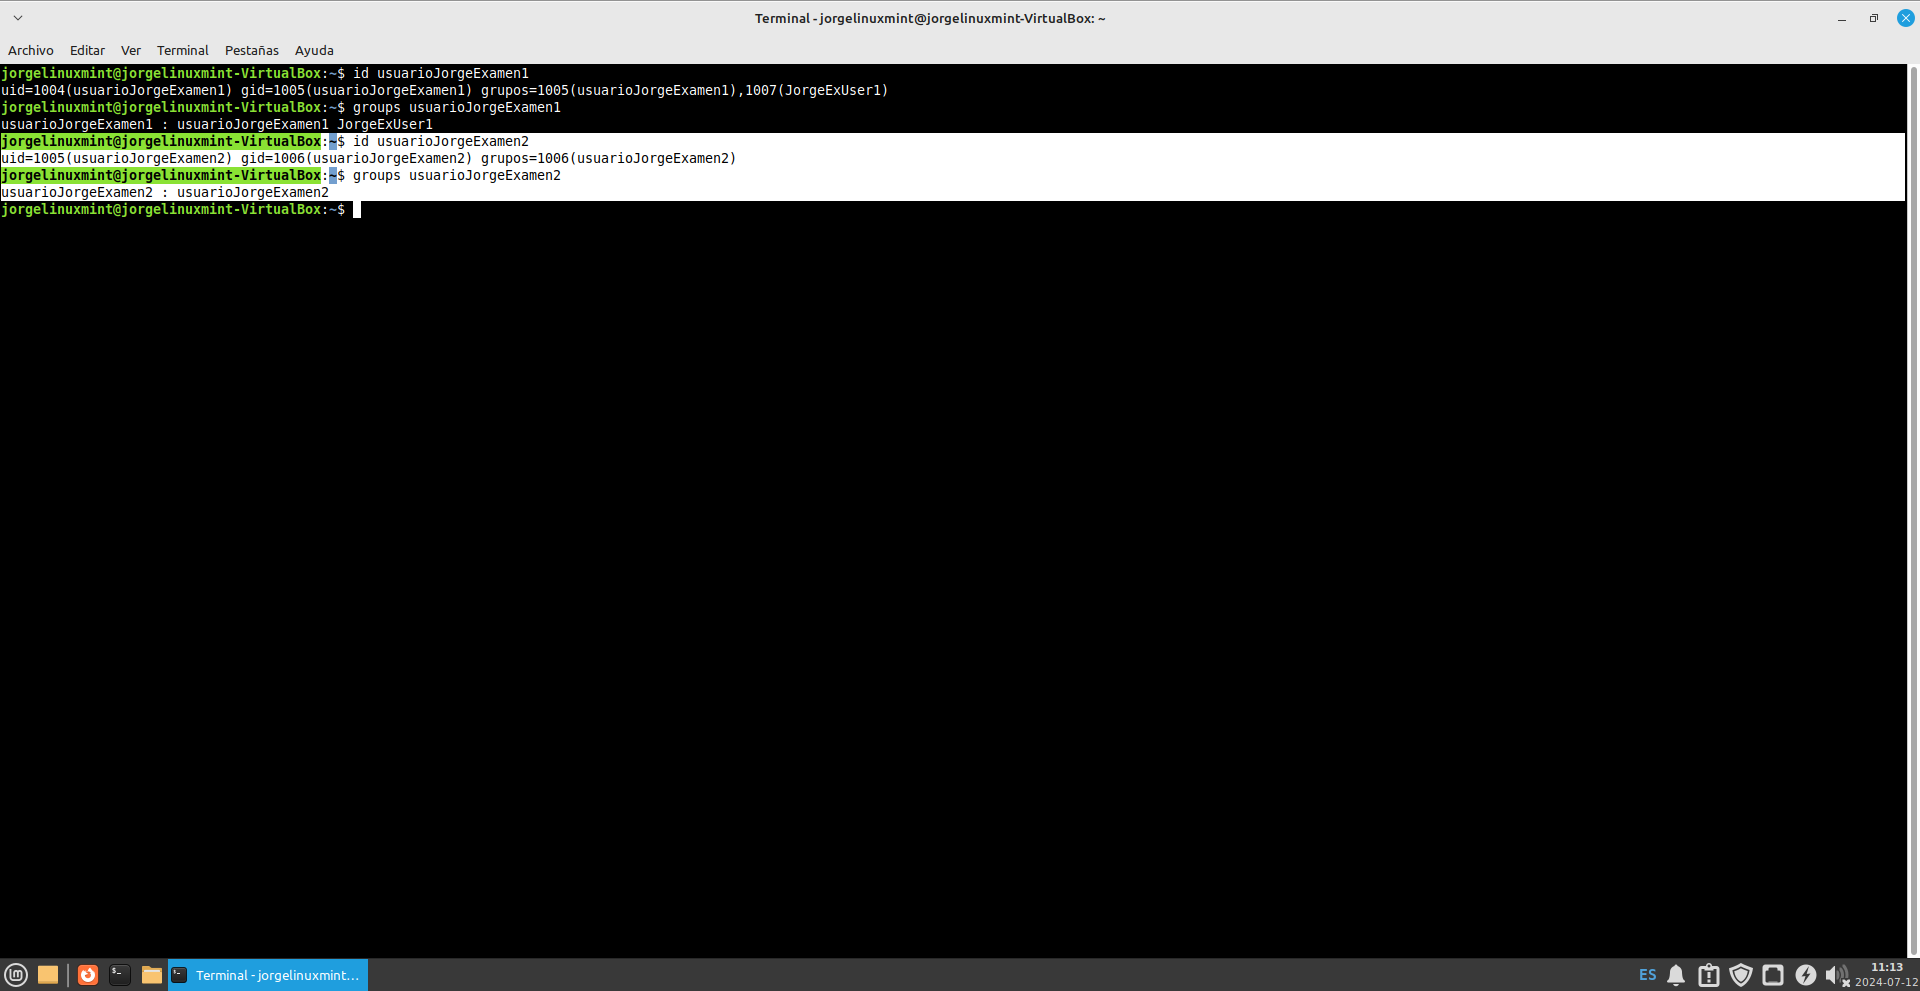 Terminal - jorgelinuxmint@jorgelinuxmint-VirtualBox: ~
Archivo Editar Ver Terminal Pestañas Ayuda
jorgelinuxmint@jorgelinuxmint-VirtualBox:~$ id usuarioJorgeExamen1
uid=1004(usuarioJorgeExamen1) gid=1005(usuarioJorgeExamen1) grupos=1005(usuarioJorgeExamen1),1007(JorgeExUser1)
jorgelinuxmint@jorgelinuxmint-VirtualBox:~$ groups usuarioJorgeExamen1
usuarioJorgeExamen1 : usuarioJorgeExamen1 JorgeExUser1
jorgelinuxmint@jorgelinuxmint-VirtualBox:~$ id usuarioJorgeExamen2
uid=1005(usuarioJorgeExamen2) gid=1006(usuarioJorgeExamen2) grupos=1006(usuarioJorgeExamen2)
jorgelinuxmint@jorgelinuxmint-VirtualBox:~$ groups usuarioJorgeExamen2
usuarioJorgeExamen2 : usuarioJorgeExamen2
jorgelinuxmint@jorgelinuxmint-VirtualBox:~$
Terminal - jorgelinuxmint...
ES
11:13
2024-07-12